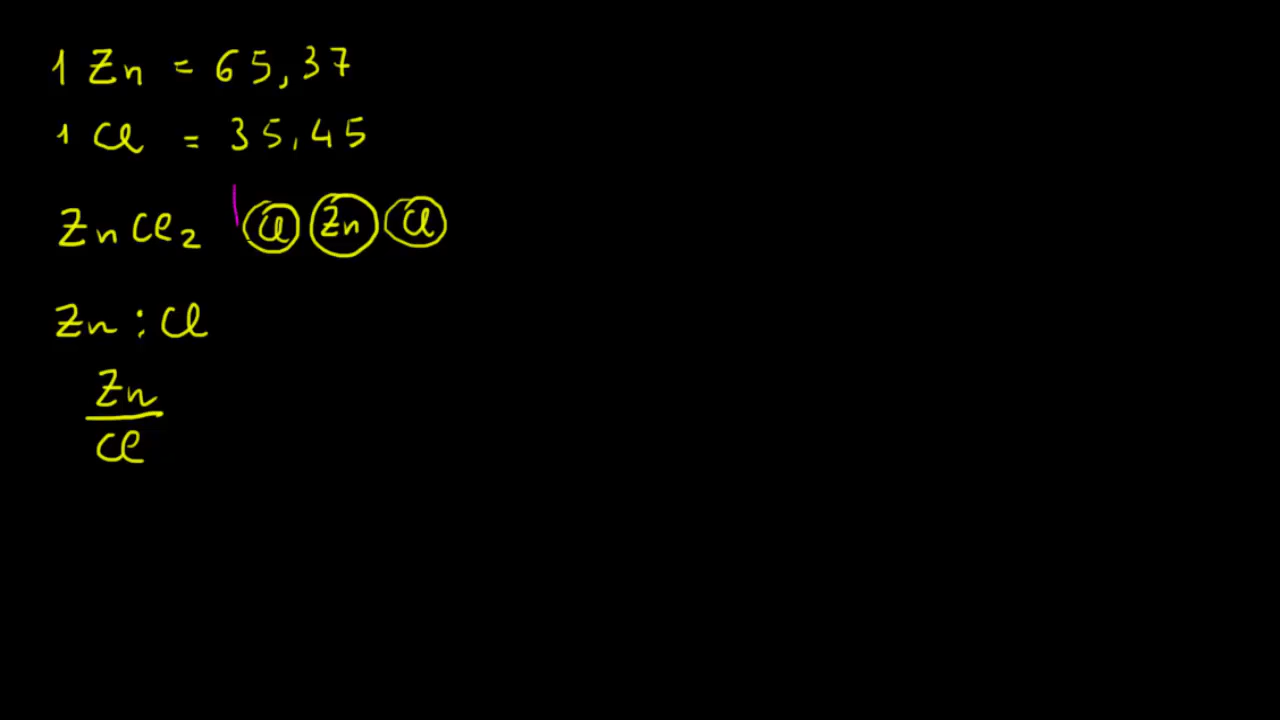 1 Zn = 65,37
1 Cl = 35,45
ZnCl₂ Cl Zn Cl
Zn : Cl
Zn
Cl